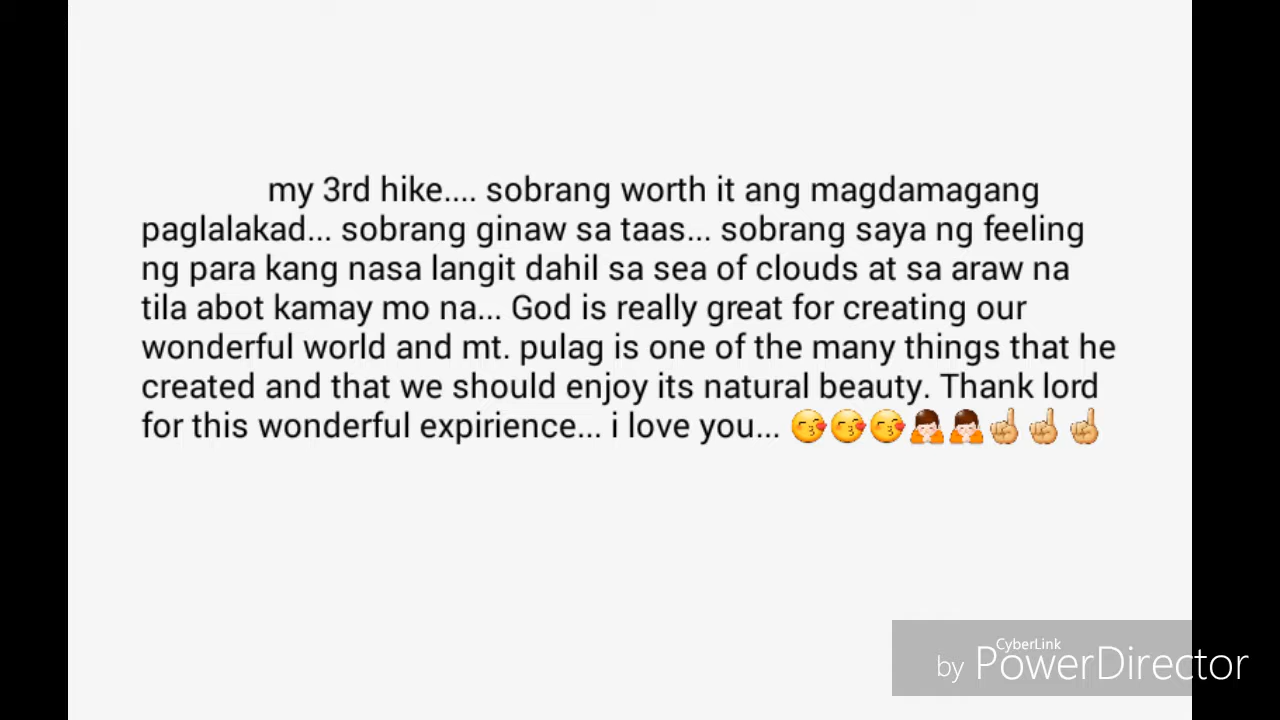 my 3rd hike.... sobrang worth it ang magdamagang
paglalakad... sobrang ginaw sa taas... sobrang saya ng feeling
ng para kang nasa langit dahil sa sea of clouds at sa araw na
tila abot kamay mo na... God is really great for creating our
wonderful world and mt. pulag is one of the many things that he
created and that we should enjoy its natural beauty. Thank lord
for this wonderful expirience... i love you... 😙😙😙🙇🙇☝☝☝
CyberLink
by PowerDirector